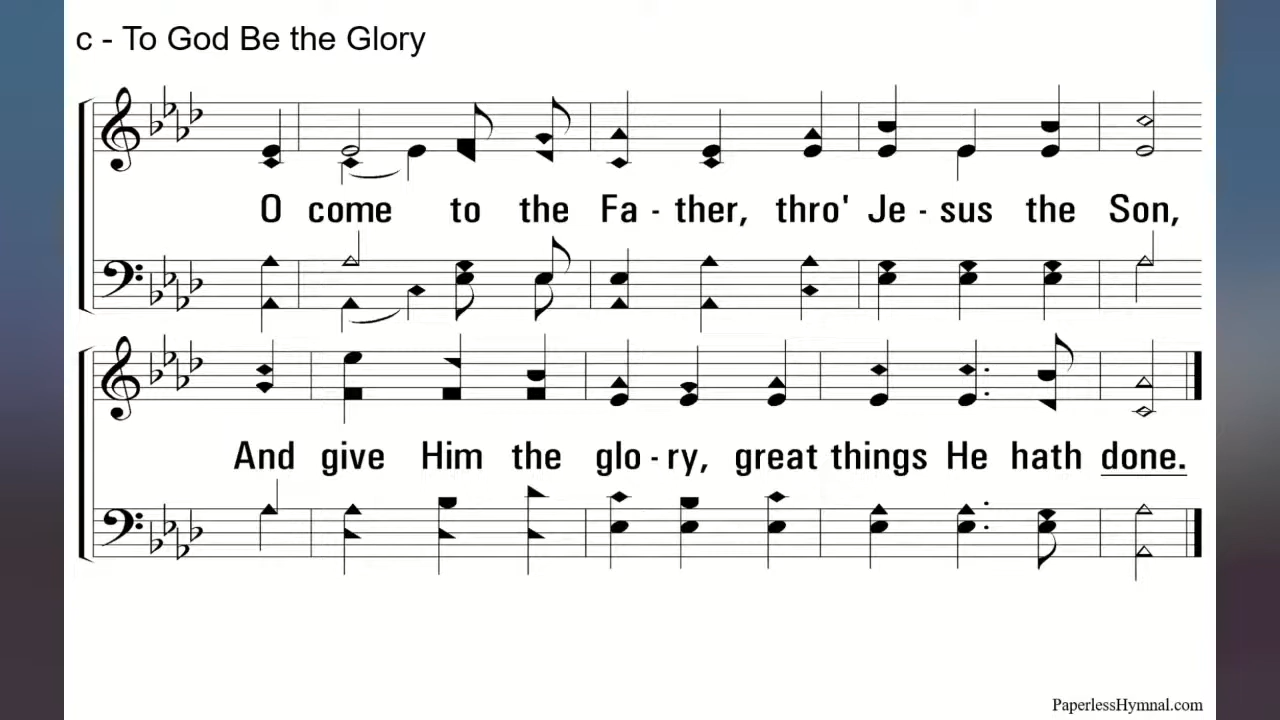 c - To God Be the Glory
O come to the Fa - ther, thro' Je - sus the Son,
And give Him the glo - ry, great things He hath done.
PaperlessHymnal.com